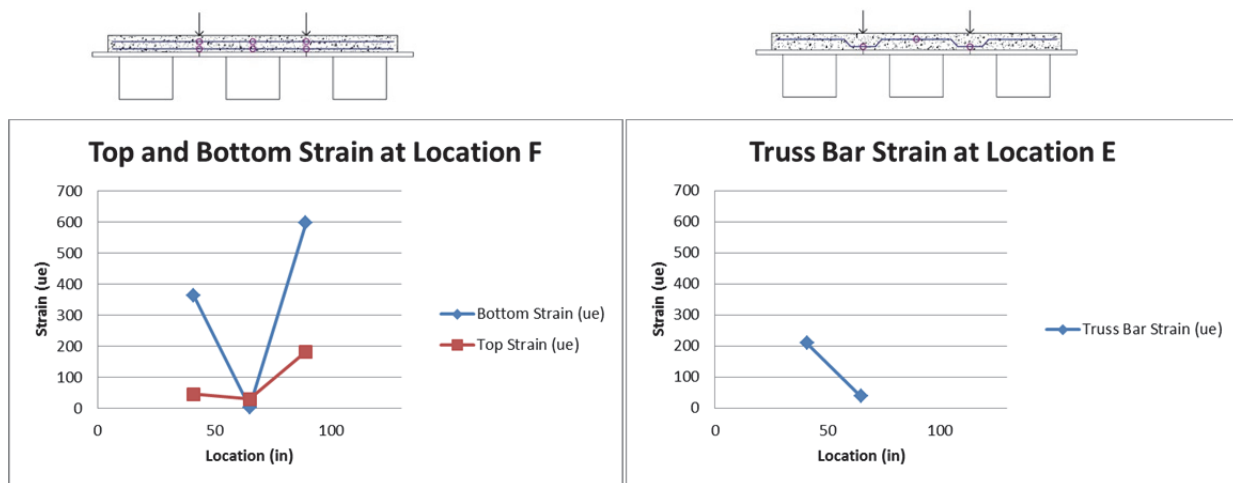 Top and Bottom Strain at Location F
700
600
500
400
300
200
100
0
Strain (ue)
0
50
100
Location (in)
Bottom Strain (ue)
Top Strain (ue)
Truss Bar Strain at Location E
700
600
500
400
300
200
100
0
Strain (ue)
0
50
100
Location (in)
Truss Bar Strain (ue)